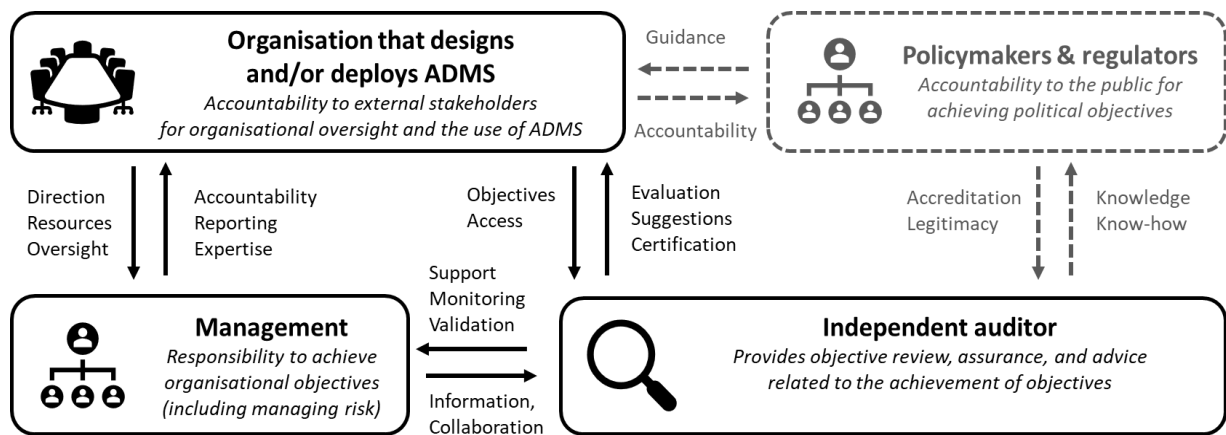 Organisation that designs
and/or deploys ADMS
Accountability to external stakeholders
for organisational oversight and the use of ADMS
Guidance
Accountability
Policymakers & regulators
Accountability to the public for
achieving political objectives
Direction
Resources
Oversight
Accountability
Reporting
Expertise
Objectives
Access
Evaluation
Suggestions
Certification
Accreditation
Legitimacy
Knowledge
Know-how
Support
Monitoring
Validation
Management
Responsibility to achieve
organisational objectives
(including managing risk)
Information,
Collaboration
Independent auditor
Provides objective review, assurance, and advice
related to the achievement of objectives